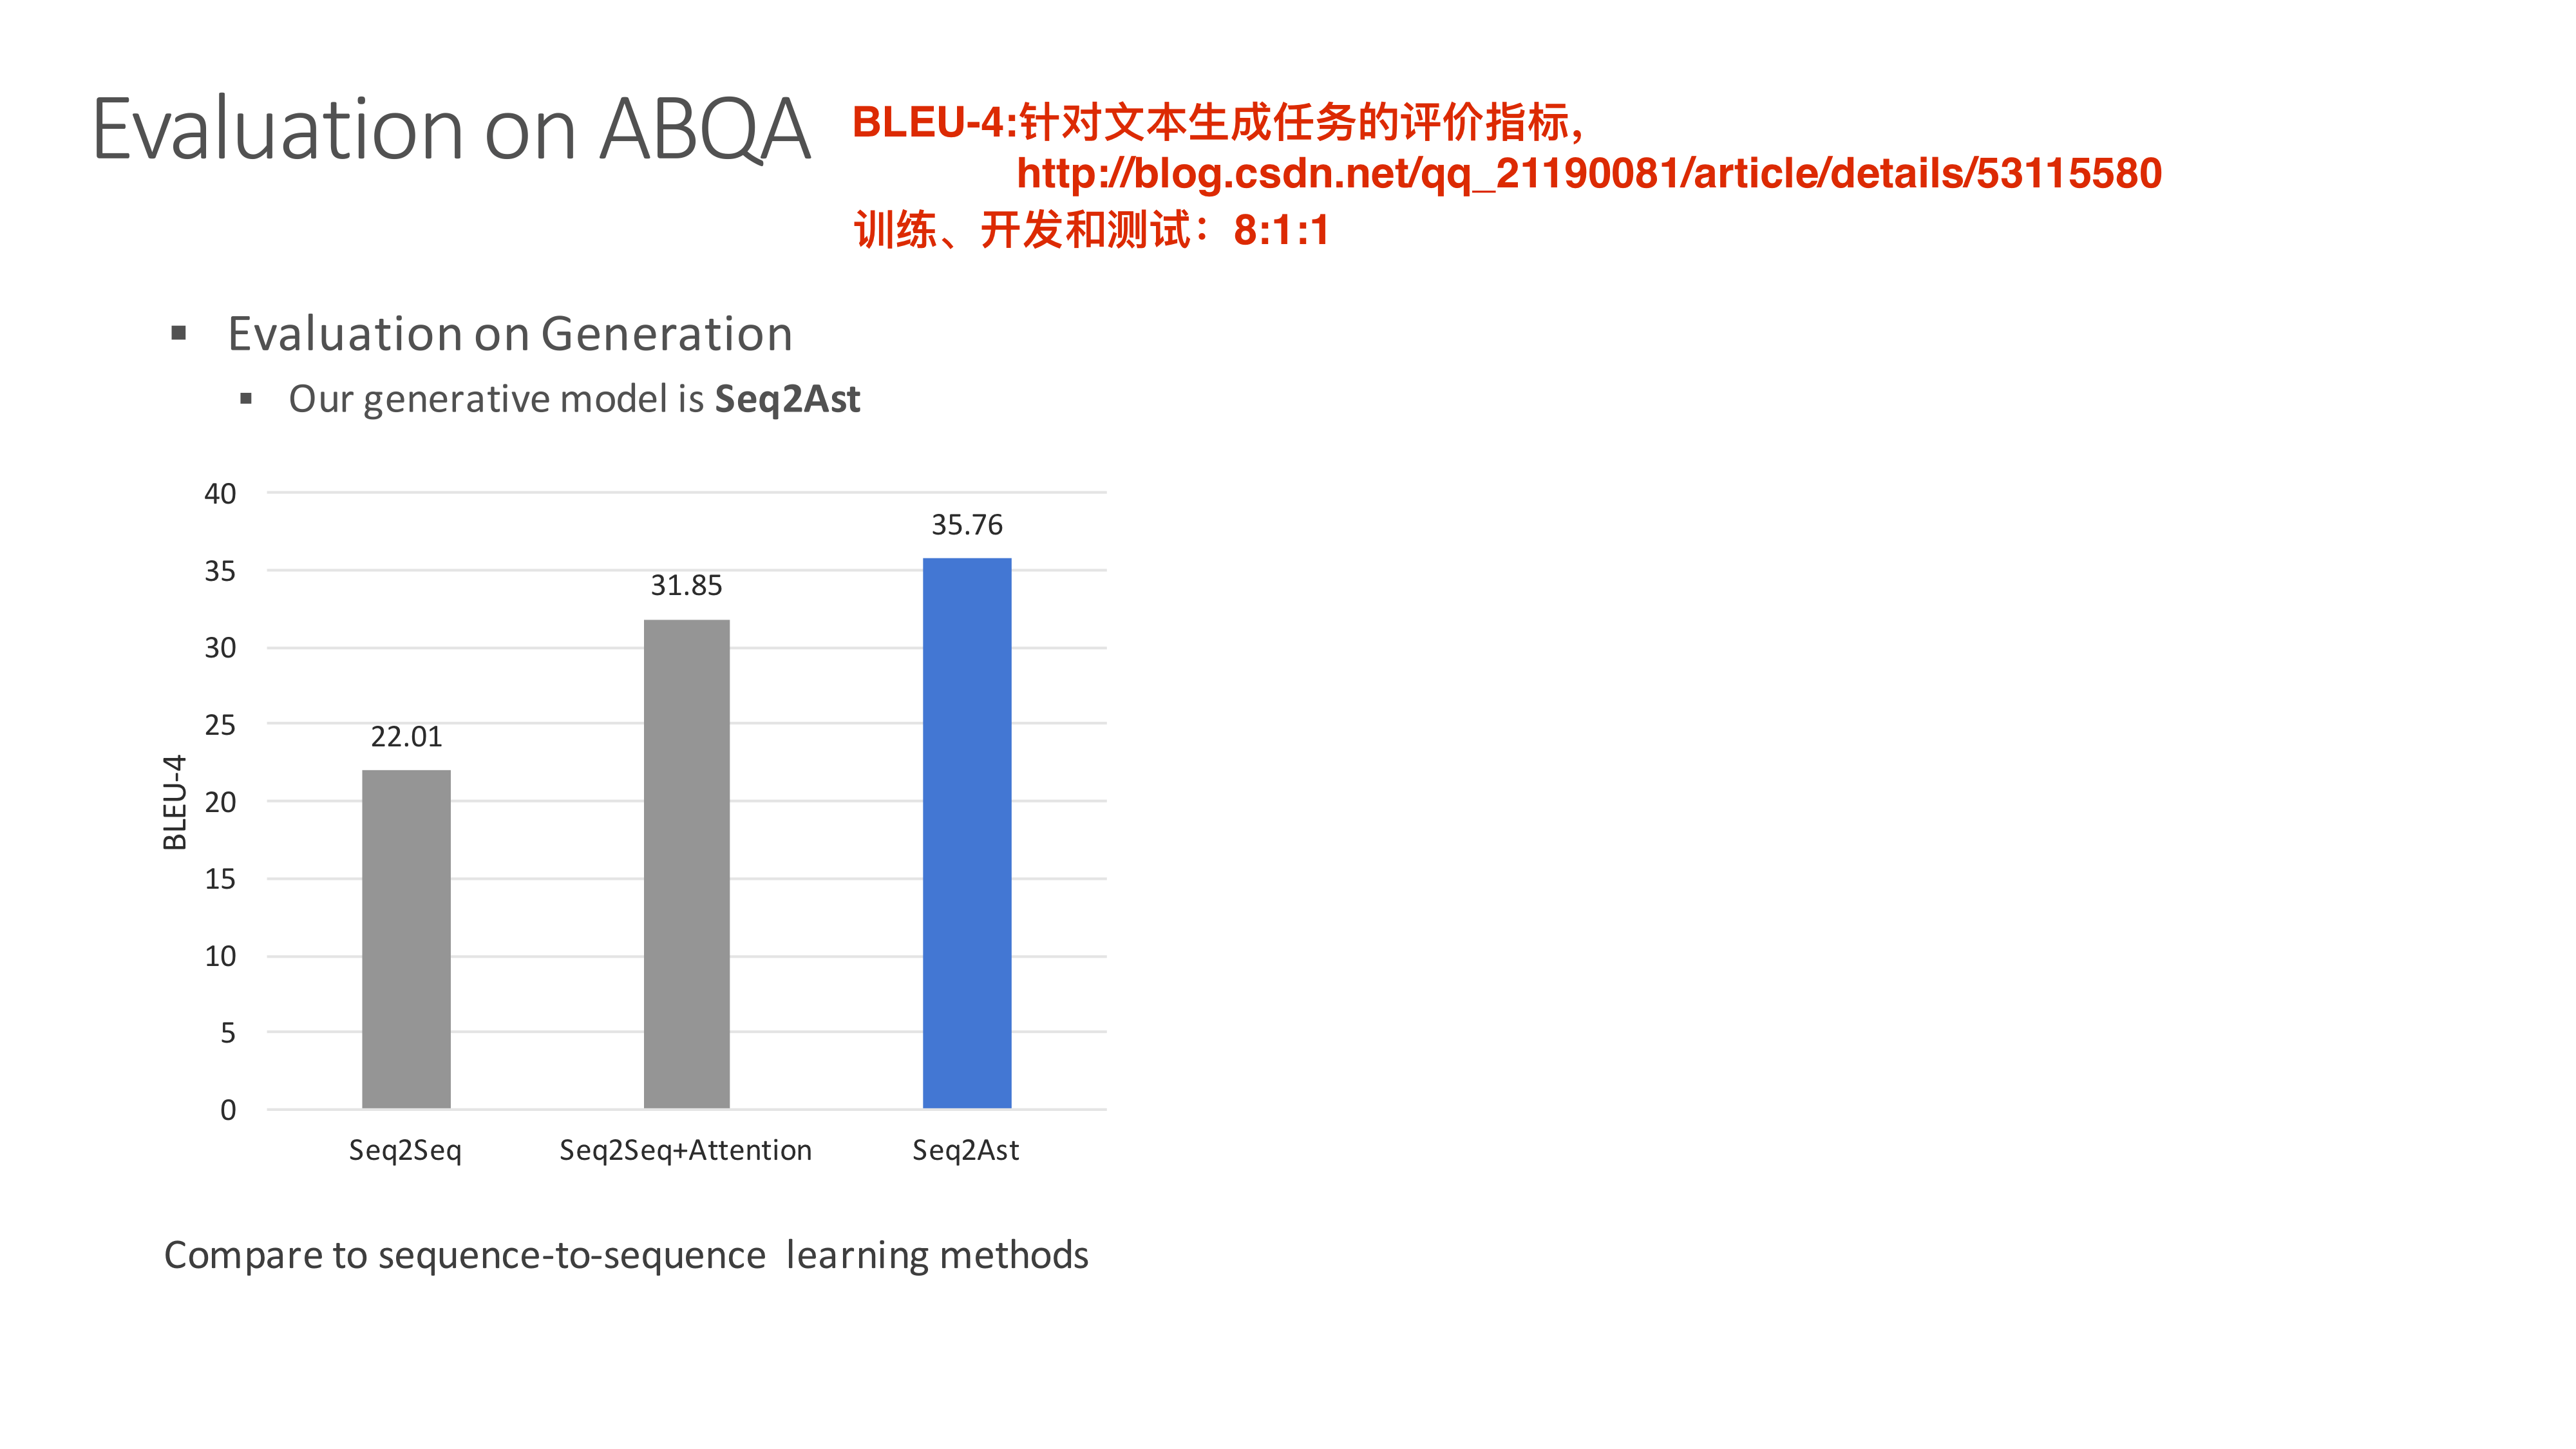 Evaluation on ABQA
BLEU-4:针对文本生成任务的评价指标,
http://blog.csdn.net/qq_21190081/article/details/53115580
训练、开发和测试：8:1:1
▪ Evaluation on Generation
▪ Our generative model is Seq2Ast
40
35
30
25
20
15
10
5
0
BLEU-4
22.01
31.85
35.76
Seq2Seq
Seq2Seq+Attention
Seq2Ast
Compare to sequence-to-sequence learning methods